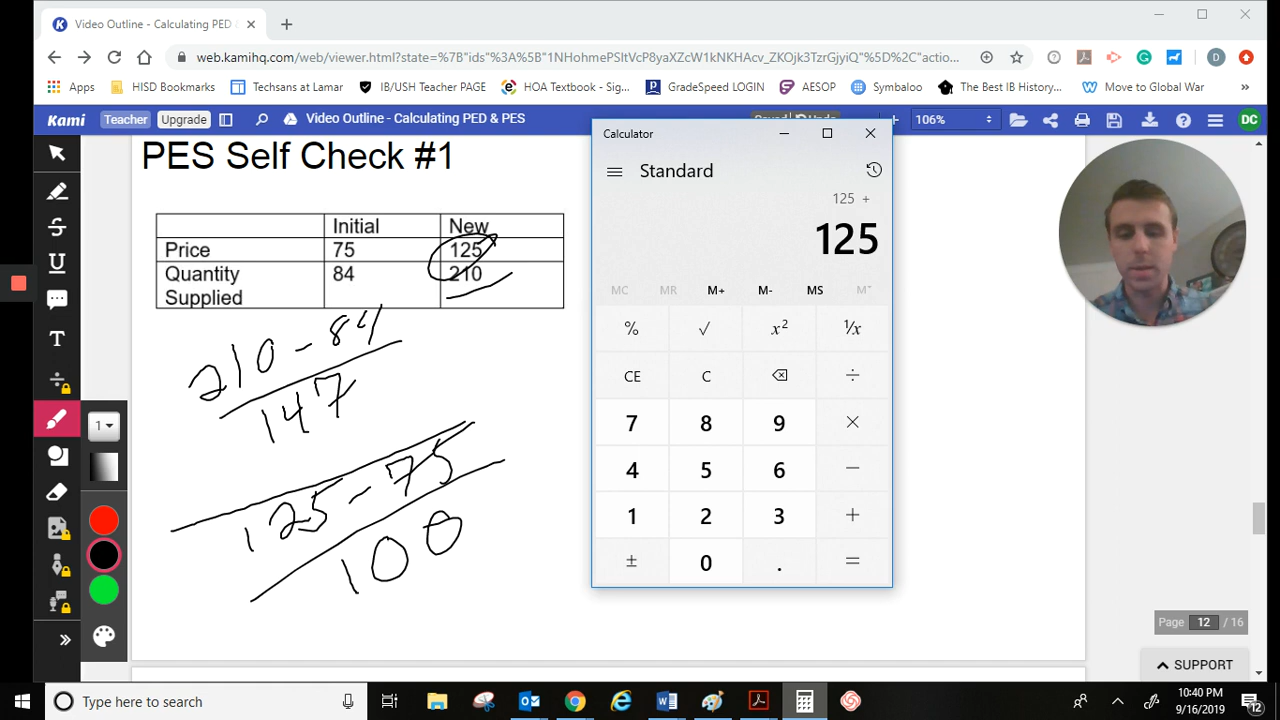 Video Outline - Calculating PED &
web.kamihq.com/web/viewer.html?state=%7B"ids"%3A%5B"1NHohmePSltVcP8yaXZcW1kNKHAcv_ZKOjk3TzrGjyiQ"%5D%2C"actio...
D
Apps HISD Bookmarks Techsans at Lamar IB/USH Teacher PAGE HOA Textbook - Sig... GradeSpeed LOGIN AESOP Symbaloo The Best IB History... Move to Global War »
Kami Teacher Upgrade Video Outline - Calculating PED & PES 106% DC
PES Self Check #1
Initial New
Price 75 125
Quantity Supplied 84 210
210 - 84
147
125 - 75
100
T
1
Calculator
Standard
125 +
125
MC MR M+ M- MS M˅
% √ x² ¹/x
CE C ÷
7 8 9 ×
4 5 6 −
1 2 3 +
± 0 . =
Page 12 / 16
SUPPORT
Type here to search
10:40 PM
9/16/2019
12